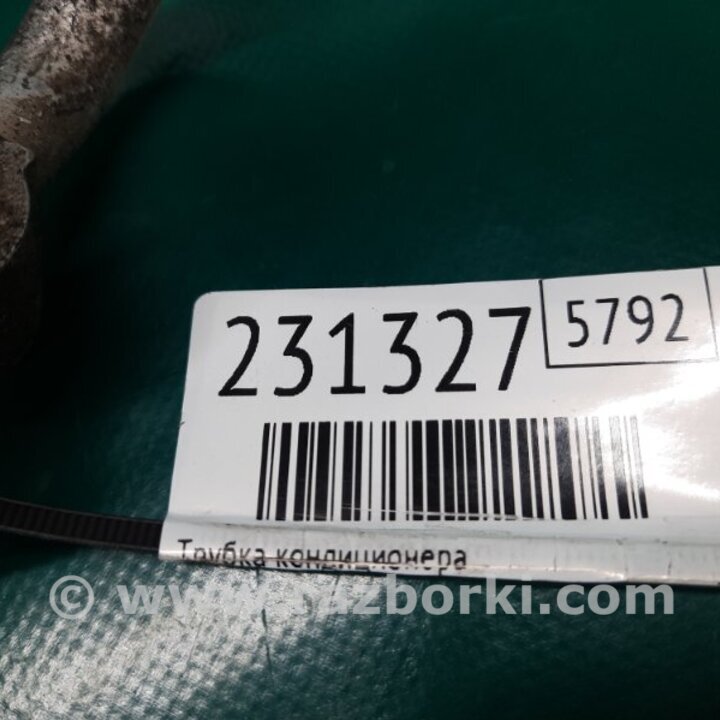 231327 5792
Трубка кондиционера
© www.razborki.com